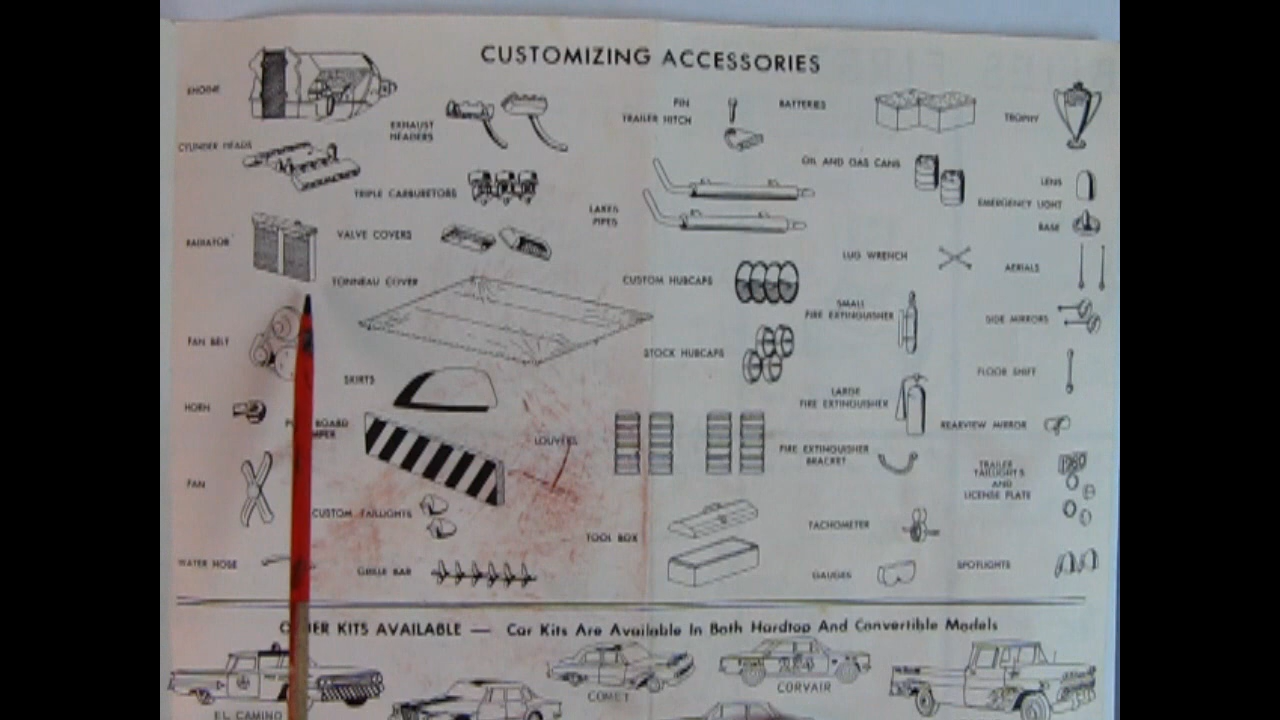 CUSTOMIZING ACCESSORIES
ENGINE
EXHAUST
HEADERS
CYLINDER HEADS
TRIPLE CARBURETORS
RADIATOR
VALVE COVERS
TONNEAU COVER
FAN BELT
SKIRTS
HORN
BOARD
FAN
CUSTOM TAILLIGHTS
WATER HOSE
GRILLE BAR
PIN
TRAILER HITCH
LAKES
PIPES
CUSTOM HUBCAPS
STOCK HUBCAPS
LOUVERS
TOOL BOX
BATTERIES
OIL AND GAS CANS
LUG WRENCH
SMALL
FIRE EXTINGUISHER
LARGE
FIRE EXTINGUISHER
FIRE EXTINGUISHER
BRACKET
TACHOMETER
GAUGES
TROPHY
LENS
EMERGENCY LIGHT
BASE
AERIALS
SIDE MIRRORS
FLOOR SHIFT
REARVIEW MIRROR
TRAILER
TAILLIGHTS
AND
LICENSE PLATE
SPOTLIGHTS
KITS AVAILABLE — Car Kits Are Available In Both Hardtop And Convertible Models
EL CAMINO
COMET
CORVAIR